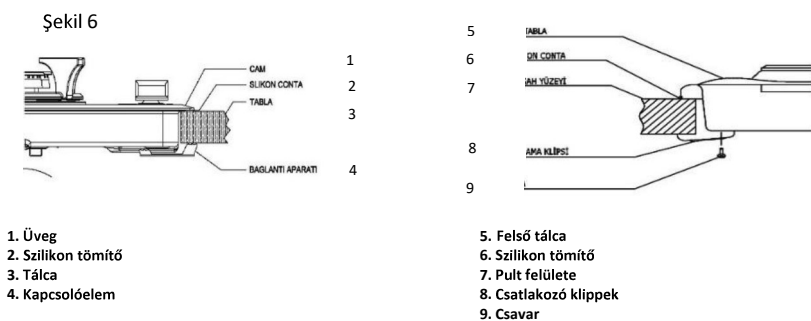 Şekil 6
CAM 1
SLIKON CONTA 2
TABLA 3
BAGLANTI APARATI 4
5 TABLA
6 ON CONTA
7 AH YÜZEYİ
8 AMA KLİPSİ
9
1. Üveg
2. Szilikon tömítő
3. Tálca
4. Kapcsolóelem
5. Felső tálca
6. Szilikon tömítő
7. Pult felülete
8. Csatlakozó klippek
9. Csavar